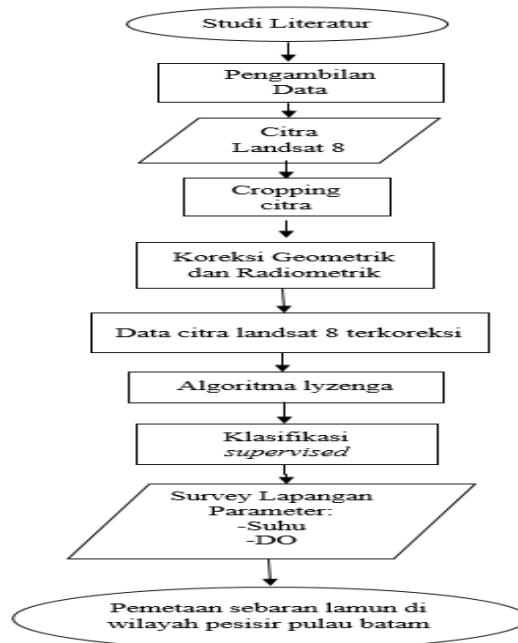 Studi Literatur
Pengambilan
Data
Citra
Landsat 8
Cropping
citra
Koreksi Geometrik
dan Radiometrik
Data citra landsat 8 terkoreksi
Algoritma lyzenga
Klasifikasi
supervised
Survey Lapangan
Parameter:
-Suhu
-DO
Pemetaan sebaran lamun di
wilayah pesisir pulau batam